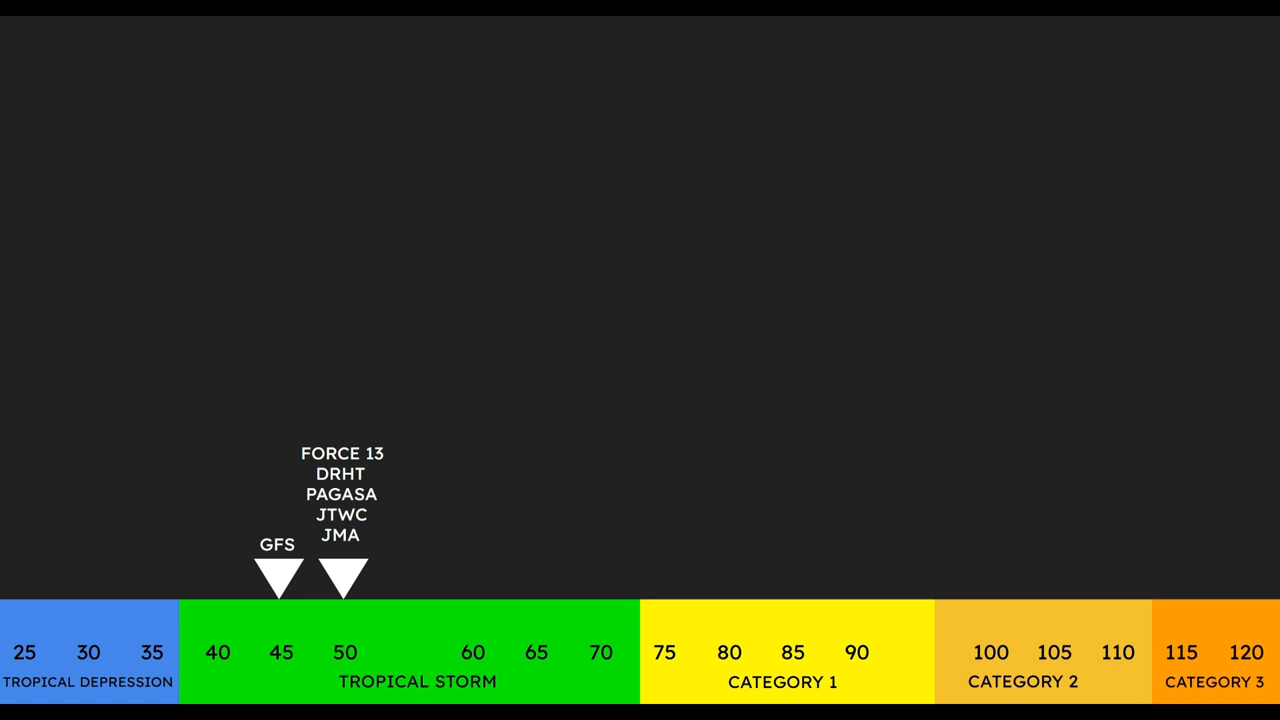 FORCE 13
DRHT
PAGASA
JTWC
JMA
GFS
25 30 35 40 45 50 60 65 70 75 80 85 90 100 105 110 115 120
TROPICAL DEPRESSION TROPICAL STORM CATEGORY 1 CATEGORY 2 CATEGORY 3